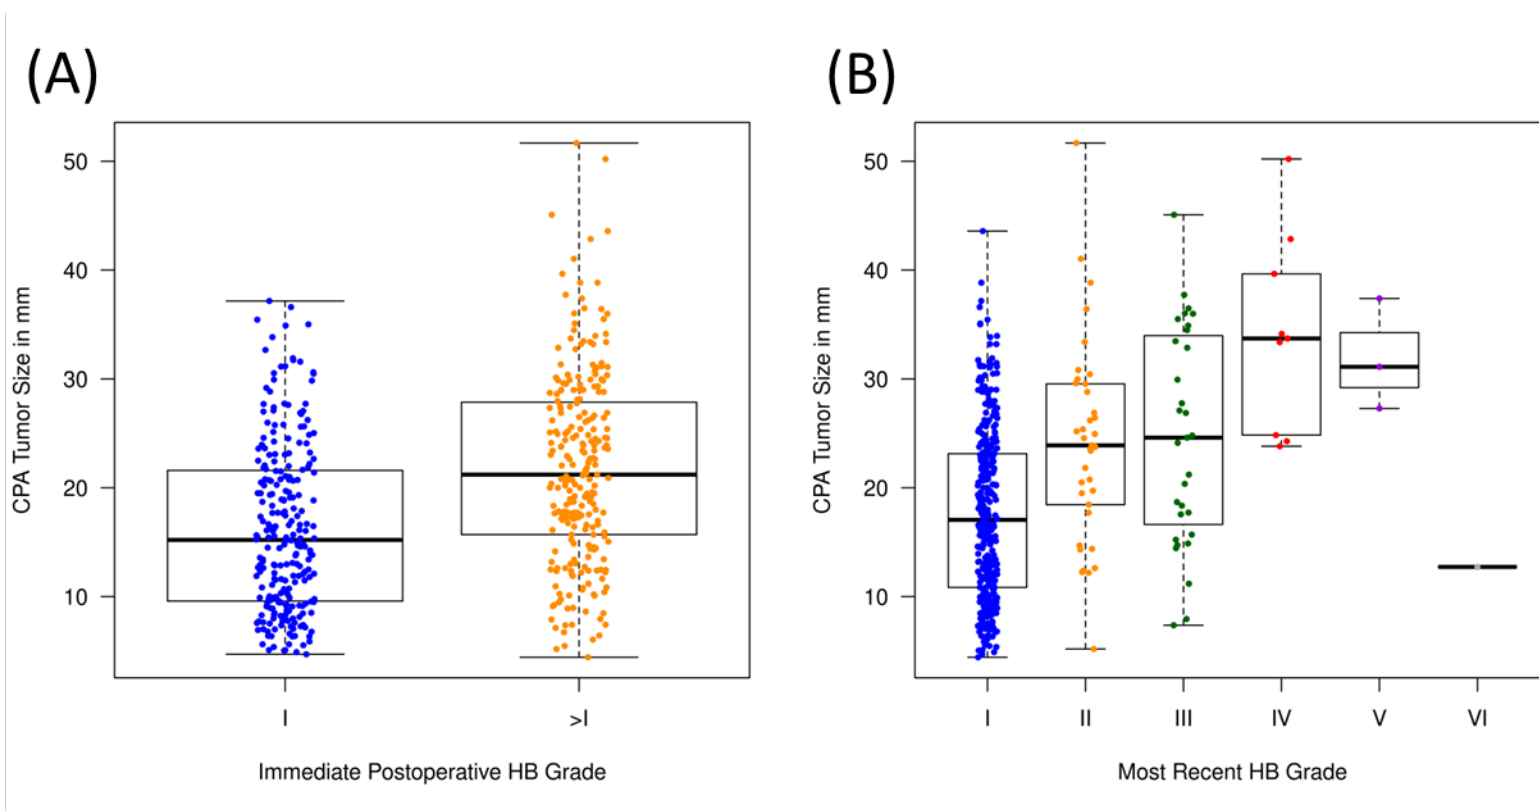 (A)
CPA Tumor Size in mm
50
40
30
20
10
I
>I
Immediate Postoperative HB Grade
(B)
CPA Tumor Size in mm
50
40
30
20
10
I
II
III
IV
V
VI
Most Recent HB Grade